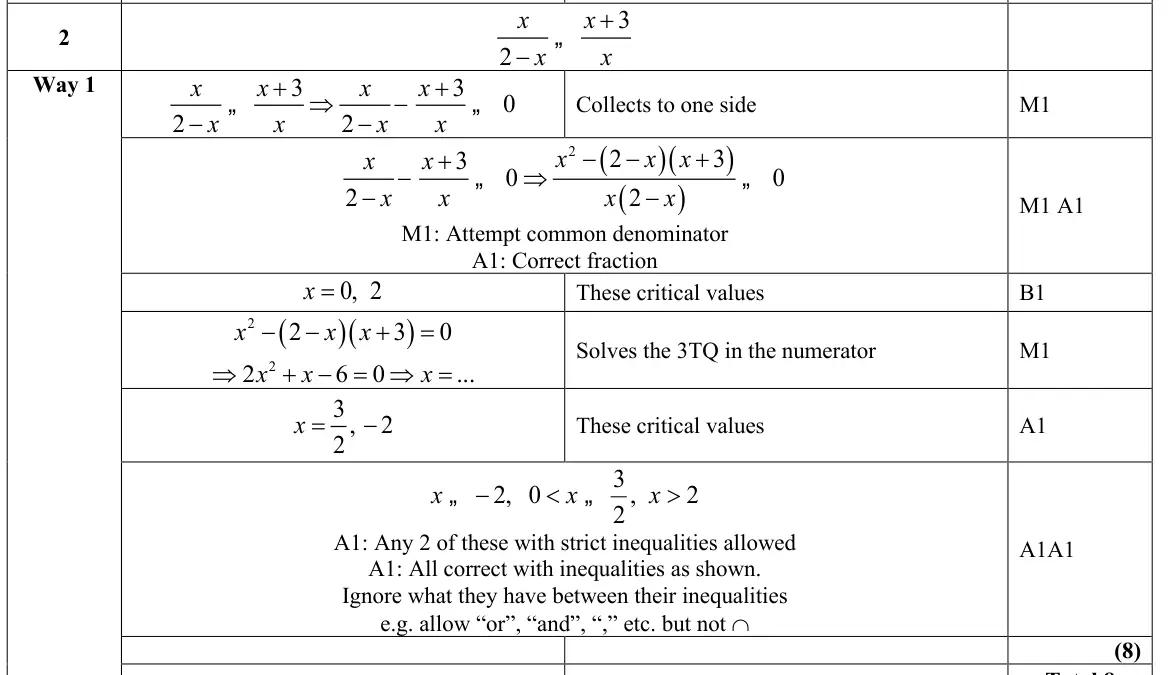 2
x/(2−x) „ (x+3)/x
Way 1
x/(2−x) „ (x+3)/x ⇒ x/(2−x) − (x+3)/x „ 0
Collects to one side
M1
x/(2−x) − (x+3)/x „ 0 ⇒ (x² − (2−x)(x+3))/(x(2−x)) „ 0
M1: Attempt common denominator
A1: Correct fraction
M1 A1
x = 0, 2
These critical values
B1
x² − (2−x)(x+3) = 0
⇒ 2x² + x − 6 = 0 ⇒ x = ...
Solves the 3TQ in the numerator
M1
x = 3/2, −2
These critical values
A1
x „ −2, 0 < x „ 3/2, x > 2
A1: Any 2 of these with strict inequalities allowed
A1: All correct with inequalities as shown.
Ignore what they have between their inequalities
e.g. allow “or”, “and”, “,” etc. but not ∩
A1A1
(8)